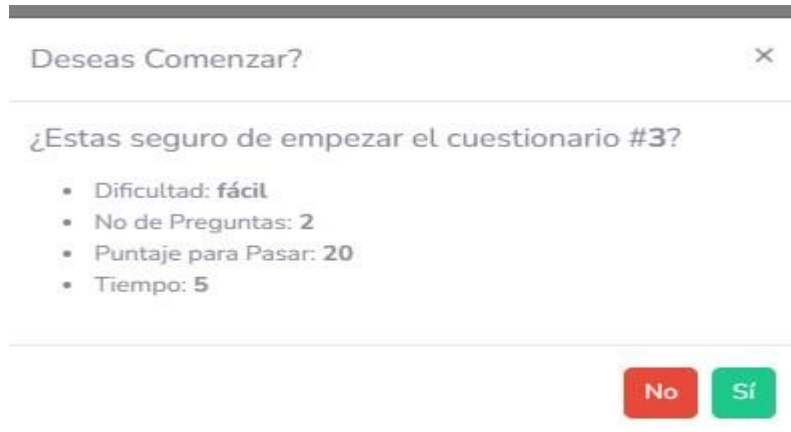 Deseas Comenzar?
×
¿Estas seguro de empezar el cuestionario #3?
• Dificultad: fácil
• No de Preguntas: 2
• Puntaje para Pasar: 20
• Tiempo: 5
No
Sí